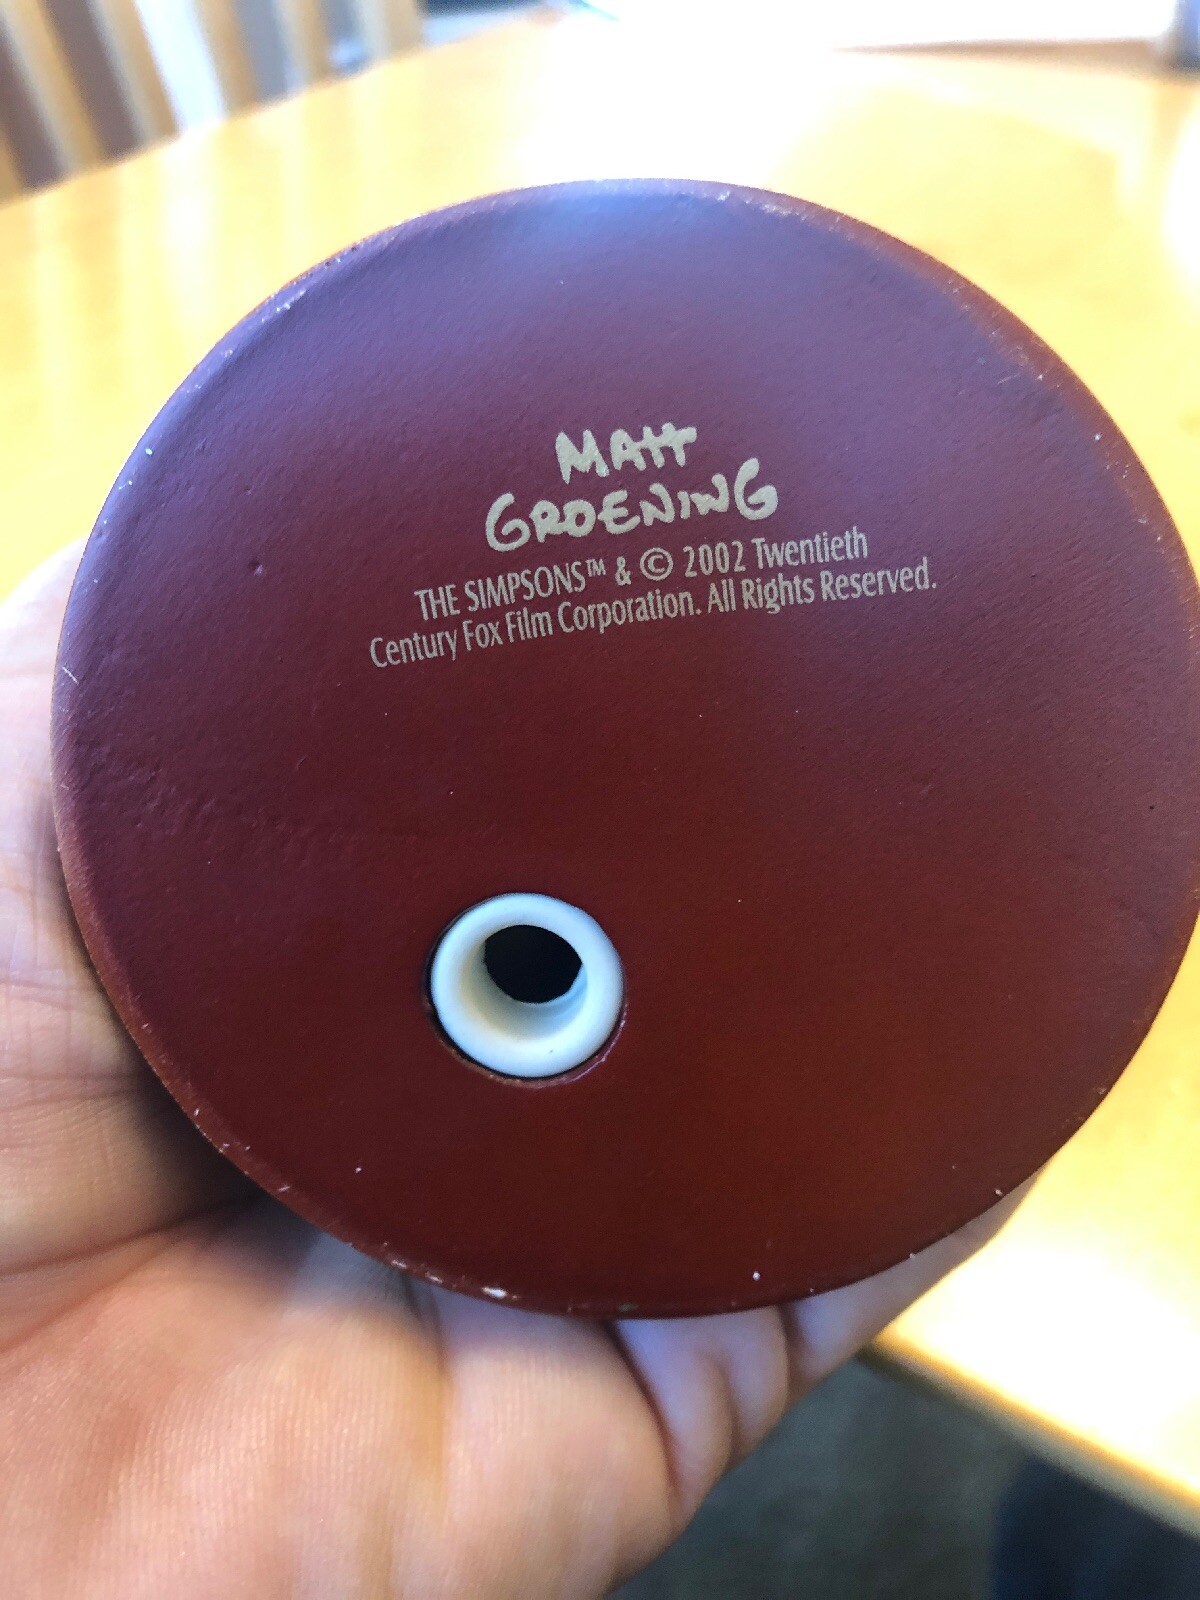 MATT
GROENING
THE SIMPSONS™ & © 2002 Twentieth
Century Fox Film Corporation. All Rights Reserved.